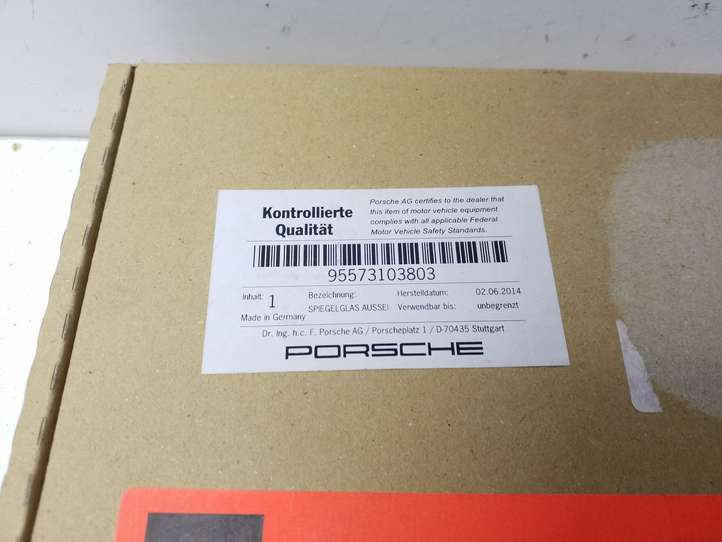 Kontrollierte
Qualität
Porsche AG certifies to the dealer that
this item of motor vehicle equipment
complies with all applicable Federal
Motor Vehicle Safety Standards.
95573103803
Inhalt: 1 Bezeichnung: Herstelldatum: 02.06.2014
SPIEGELGLAS AUSSEI Verwendbar bis: unbegrenzt
Made in Germany
Dr. Ing. h.c. F. Porsche AG / Porscheplatz 1 / D-70435 Stuttgart
PORSCHE